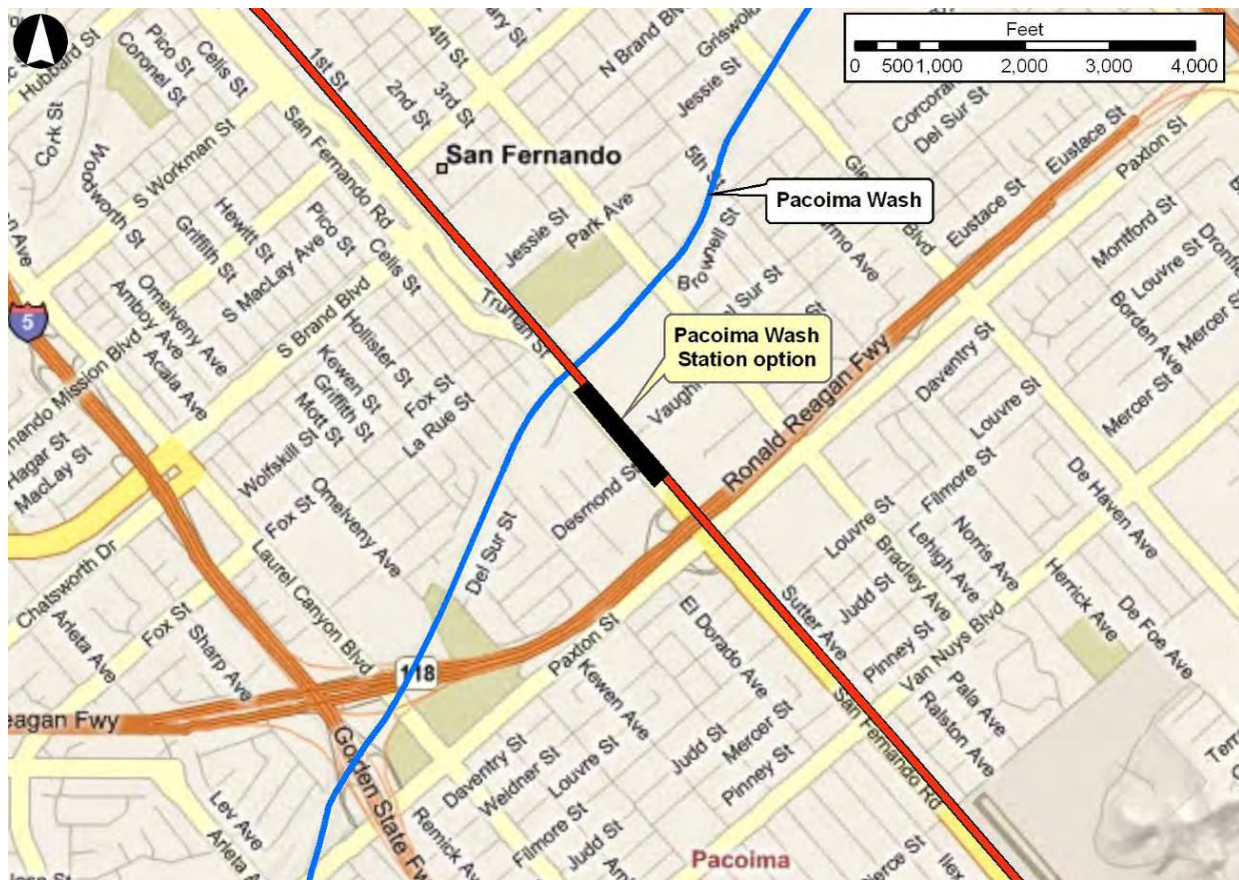 Feet
0 500 1,000 2,000 3,000 4,000
Hubbard St
Pico St
Coronel St
Celis St
1st St
2nd St
3rd St
4th St
N Brand Blv
Griswold
Jessie St
Corcoran
Del Sur St
Eustace St
Paxton St
Cork St
Woodworth St
S Workman St
San Fernando Rd
San Fernando
5th St
Pacoima Wash
Eustace St
Montford St
Louvre St
Dronfie
Borden Ave
Mercer St
Hewitt St
Griffith St
S MacLay Ave
Pico St
Celis St
Jessie St
Park Ave
Brownell St
Omelveny Ave
Amboy Ave
Acala Ave
S Brand Blvd
Truman St
Pacoima Wash
Station option
5
Hollister St
Kewen St
Griffith St
Mott St
Fox St
La Rue St
Vaugh
Ronald Reagan Fwy
Daventry St
Louvre St
Mercer St
nando Mission Blvd
Hagar St
MacLay St
Wolfskill St
Fox St
Omelveny Ave
Desmond St
Del Sur St
Filmore St
De Haven Ave
Louvre St
Bradley Ave
Lehigh Ave
Norris Ave
Herrick Ave
De Foe Ave
Chatsworth Dr
Laurel Canyon Blvd
Arleta Ave
Fox St
Sharp Ave
118
Paxton St
El Dorado Ave
Sutter Ave
Judd St
Pinney St
Van Nuys Blvd
Pala Ave
Ralston Ave
San Fernando Rd
eagan Fwy
Golden State Fw
Kewen Ave
Daventry St
Weidner St
Louvre St
Judd St
Mercer St
Pinney St
Lev Ave
Arleta
Remick Av
Filmore St
Judd St
Pacoima
Pierce St
Ilex